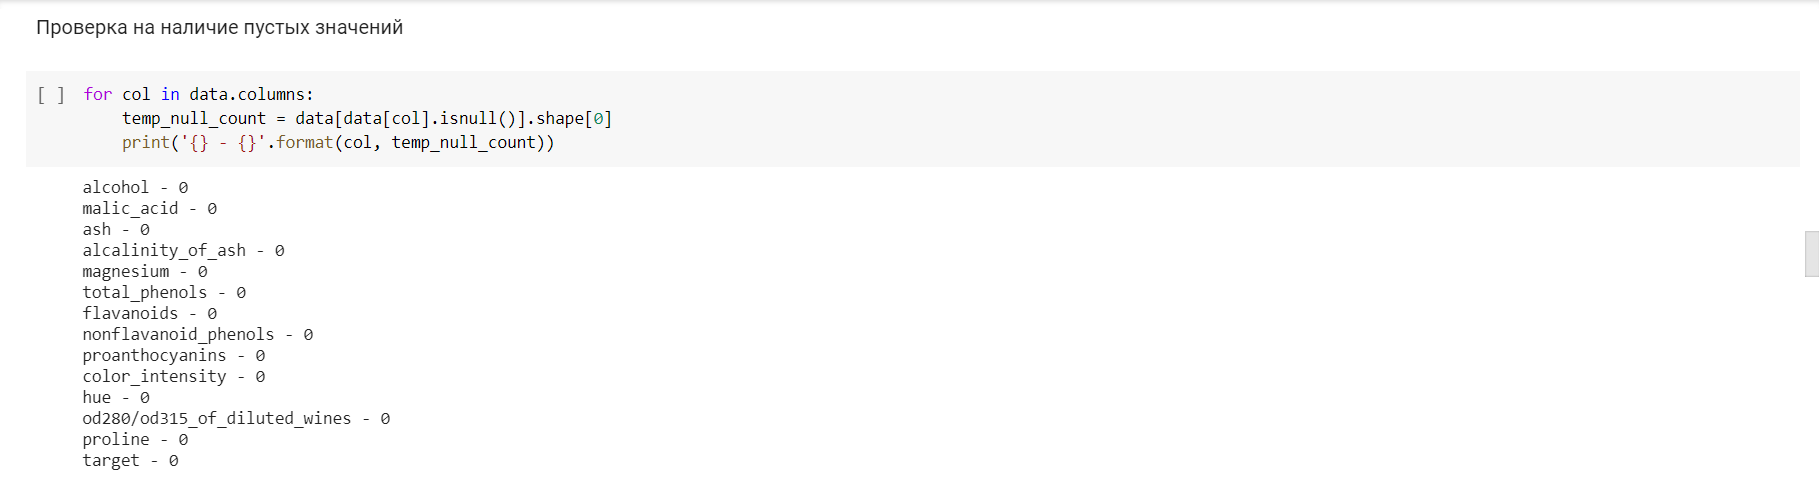 Проверка на наличие пустых значений
[ ] for col in data.columns:
temp_null_count = data[data[col].isnull()].shape[0]
print('{} - {}'.format(col, temp_null_count))
alcohol - 0
malic_acid - 0
ash - 0
alcalinity_of_ash - 0
magnesium - 0
total_phenols - 0
flavanoids - 0
nonflavanoid_phenols - 0
proanthocyanins - 0
color_intensity - 0
hue - 0
od280/od315_of_diluted_wines - 0
proline - 0
target - 0